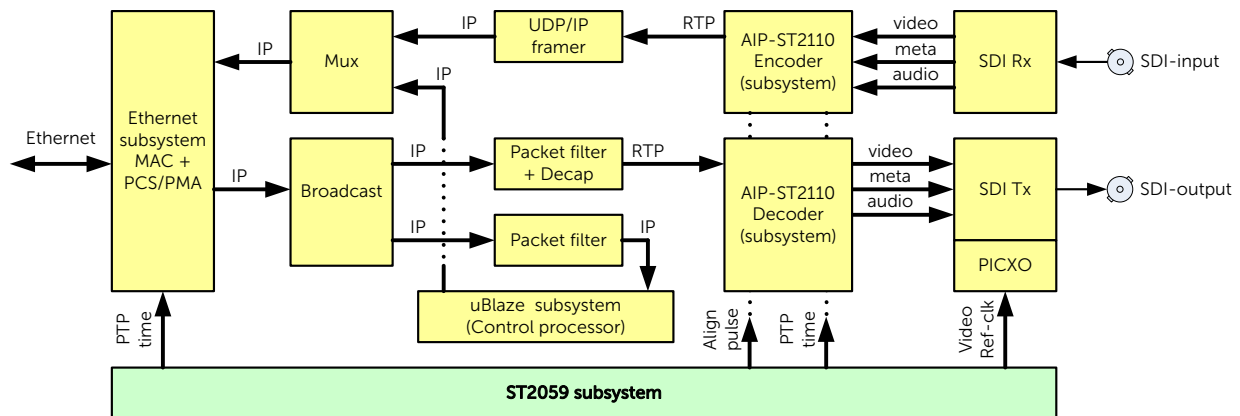 IP
UDP/IP
framer
RTP
AIP-ST2110
Encoder
(subsystem)
video
meta
audio
SDI Rx
SDI-input
IP
Mux
IP
Ethernet
Ethernet
subsystem
MAC +
PCS/PMA
IP
Broadcast
IP
Packet filter
+ Decap
RTP
AIP-ST2110
Decoder
(subsystem)
video
meta
audio
SDI Tx
SDI-output
IP
Packet filter
IP
PICXO
uBlaze subsystem
(Control processor)
PTP
time
Align
pulse
PTP
time
Video
Ref-clk
ST2059 subsystem